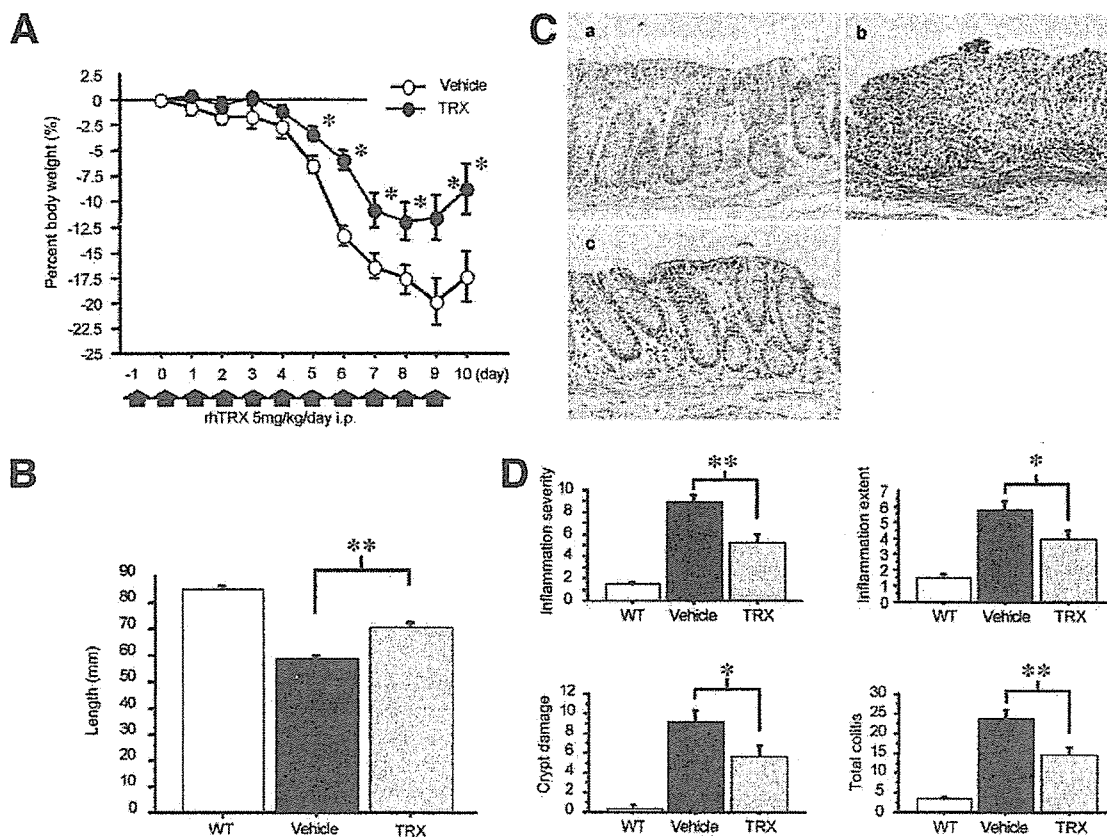 A
2.5
0
-2.5
-5
-7.5
-10
-12.5
-15
-17.5
-20
-22.5
-25
Percent body weight (%)
Vehicle
TRX
*
*
*
*
*
*
-1 0 1 2 3 4 5 6 7 8 9 10 (day)
rhTRX 5mg/kg/day i.p.
B
90
80
70
60
50
40
30
20
10
0
Length (mm)
**
WT Vehicle TRX
C
a
b
c
D
10
8
6
4
2
0
Inflammation severity
**
WT Vehicle TRX
7
6
5
4
3
2
1
0
Inflammation extent
*
WT Vehicle TRX
12
10
8
6
4
2
0
Crypt damage
*
WT Vehicle TRX
30
25
20
15
10
5
0
Total colitis
**
WT Vehicle TRX